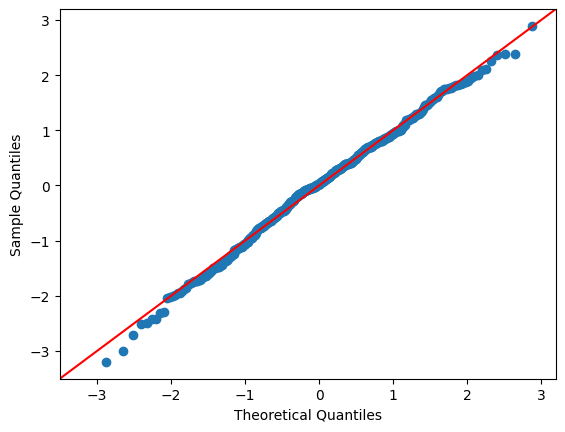 3
2
1
0
−1
−2
−3
Sample Quantiles
−3 −2 −1 0 1 2 3
Theoretical Quantiles